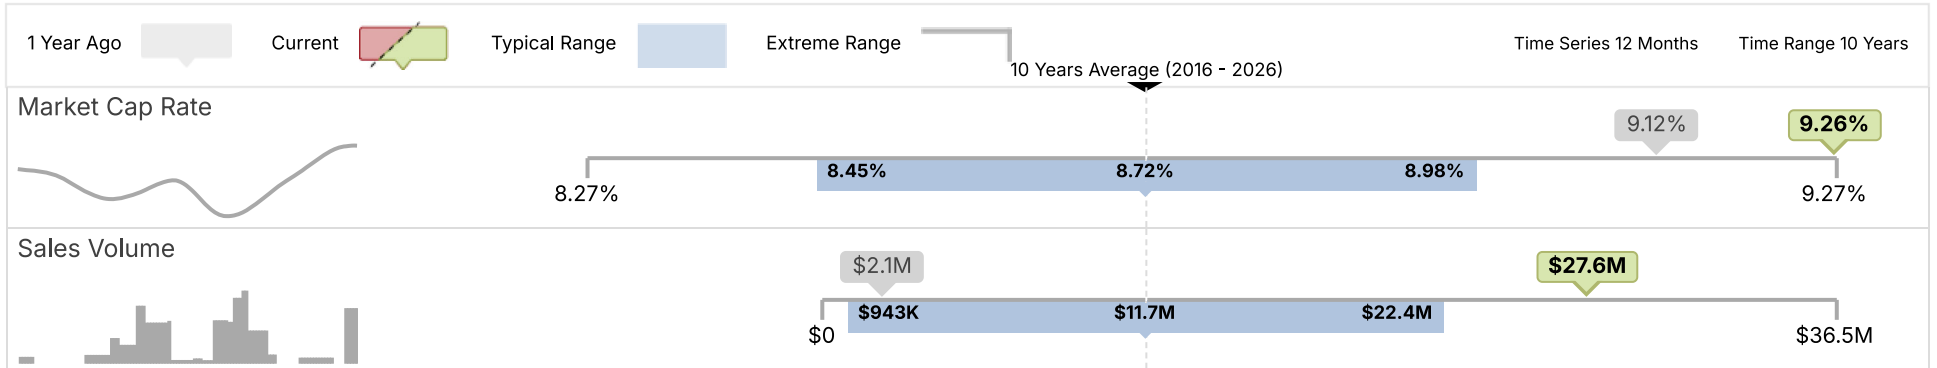 1 Year Ago Current Typical Range Extreme Range Time Series 12 Months Time Range 10 Years
10 Years Average (2016 - 2026)
Market Cap Rate
9.12% 9.26%
8.45% 8.72% 8.98%
8.27% 9.27%
Sales Volume
$2.1M $27.6M
$943K $11.7M $22.4M
$0 $36.5M